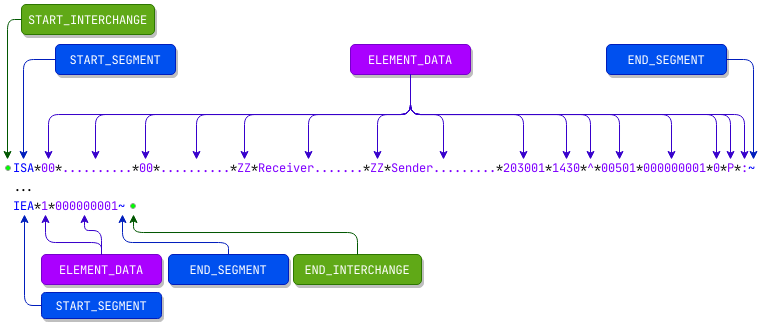 START_INTERCHANGE
START_SEGMENT
ELEMENT_DATA
END_SEGMENT
ISA*00*..........*00*..........*ZZ*Receiver.......*ZZ*Sender.........*203001*1430*^*00501*000000001*0*P*:~
...
IEA*1*000000001~
ELEMENT_DATA
END_SEGMENT
END_INTERCHANGE
START_SEGMENT